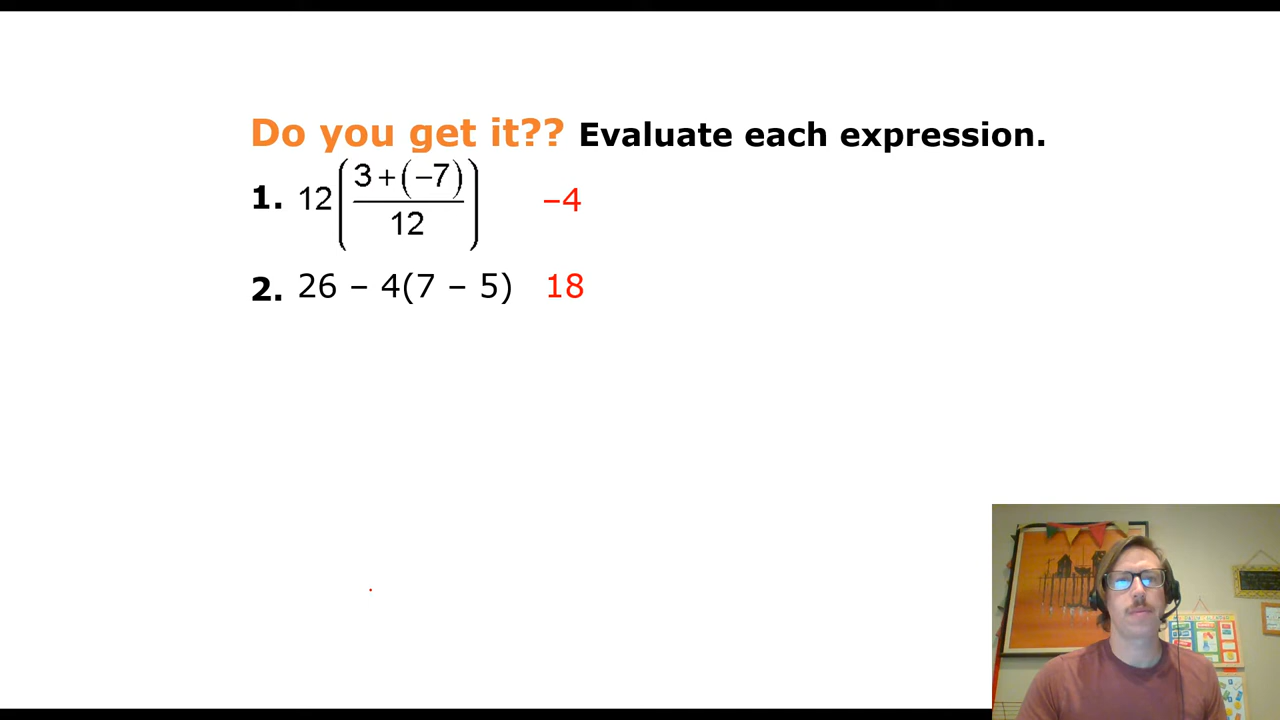 Do you get it?? Evaluate each expression.
1. 12((3+(−7))/12) −4
2. 26 – 4(7 – 5) 18